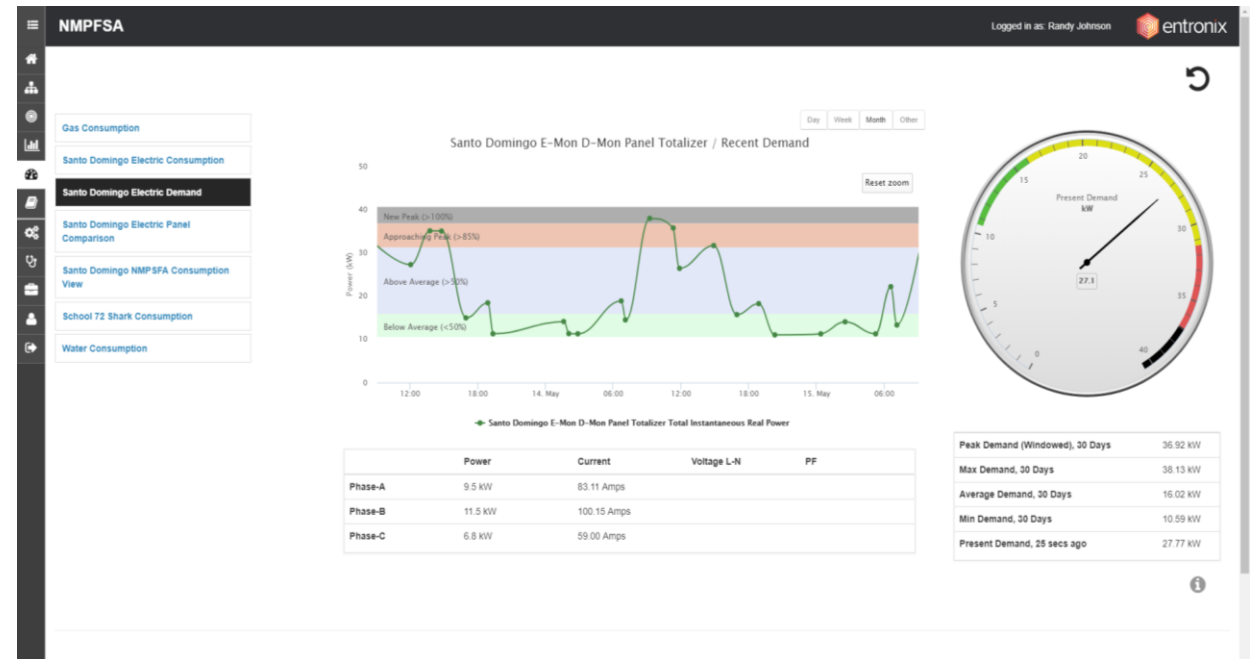 NMPFSA
Logged in as: Randy Johnson
entronix
Gas Consumption
Santo Domingo Electric Consumption
Santo Domingo Electric Demand
Santo Domingo Electric Panel
Comparison
Santo Domingo NMPSFA Consumption
View
School 72 Shark Consumption
Water Consumption
Day Week Month Other
Santo Domingo E-Mon D-Mon Panel Totalizer / Recent Demand
Reset zoom
Power (kW)
50
40
30
20
10
0
New Peak (>100%)
Approaching Peak (>85%)
Above Average (>50%)
Below Average (<50%)
12:00 18:00 14. May 06:00 12:00 18:00 15. May 06:00
Santo Domingo E-Mon D-Mon Panel Totalizer Total Instantaneous Real Power
Power Current Voltage L-N PF
Phase-A 9.5 kW 83.11 Amps
Phase-B 11.5 kW 100.15 Amps
Phase-C 6.8 kW 59.00 Amps
Present Demand
kW
0 5 10 15 20 25 30 35 40
27.1
Peak Demand (Windowed), 30 Days 36.92 kW
Max Demand, 30 Days 38.13 kW
Average Demand, 30 Days 16.02 kW
Min Demand, 30 Days 10.59 kW
Present Demand, 25 secs ago 27.77 kW